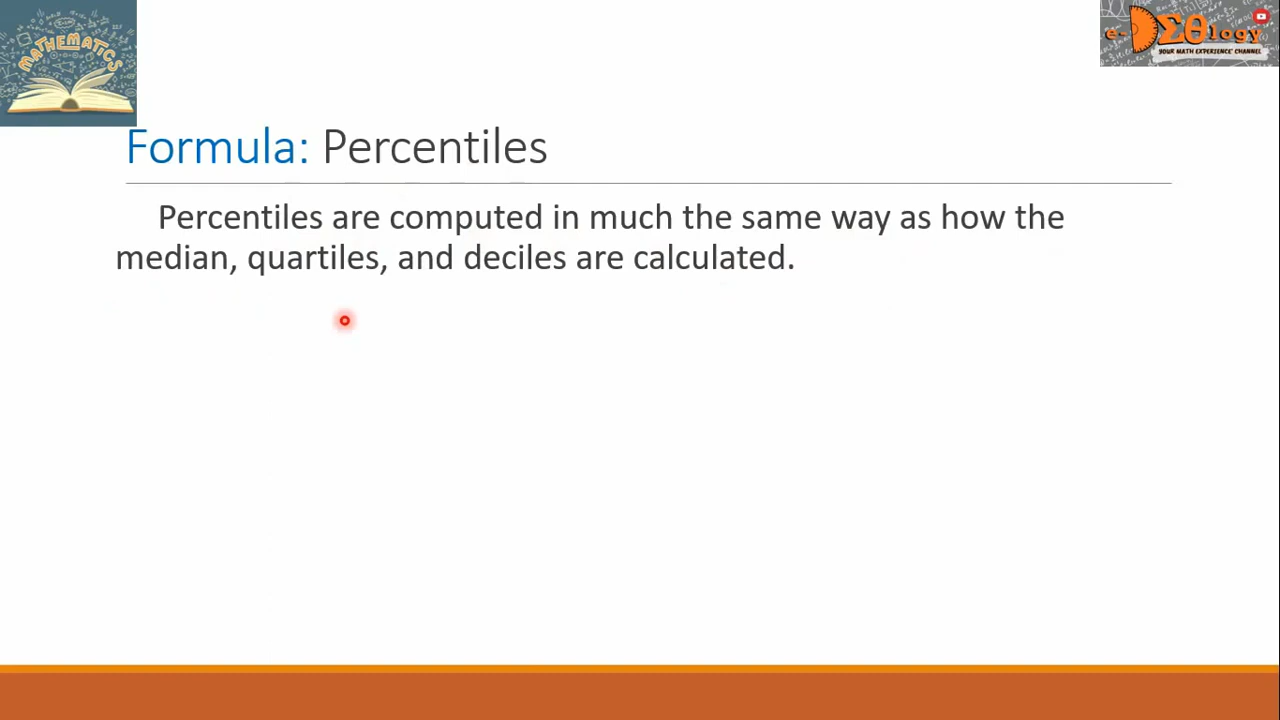 MATHEMATICS
e-DΣθlogy
YOUR MATH EXPERIENCE CHANNEL
Formula: Percentiles
Percentiles are computed in much the same way as how the
median, quartiles, and deciles are calculated.